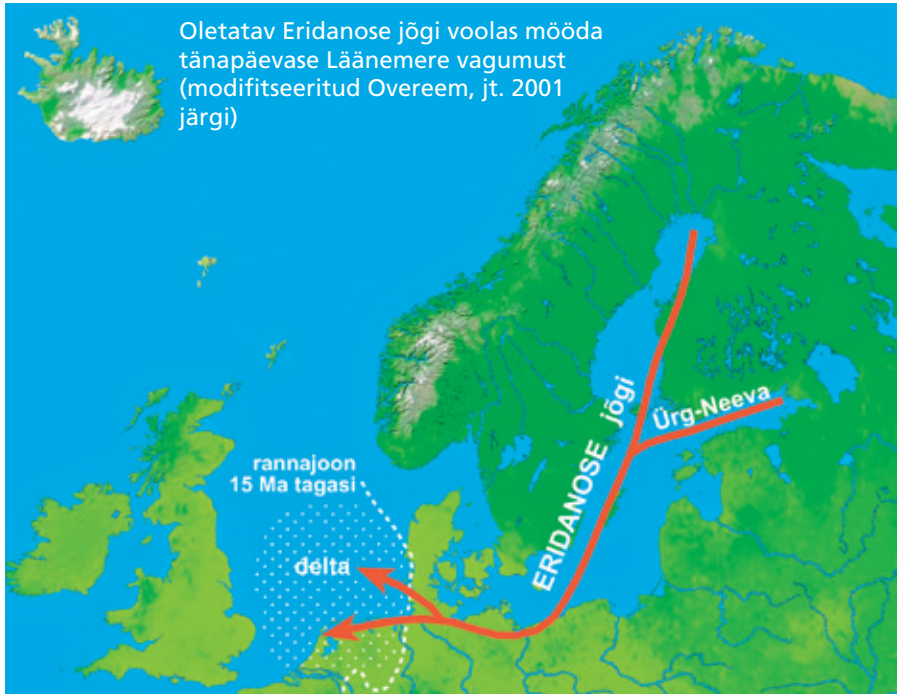 Oletatav Eridanose jõgi voolas mööda
tänapäevase Läänemere vagumust
(modifitseeritud Overeem, jt. 2001
järgi)
Ürg-Neeva
ERIDANOSE jõgi
rannajoon
15 Ma tagasi
delta